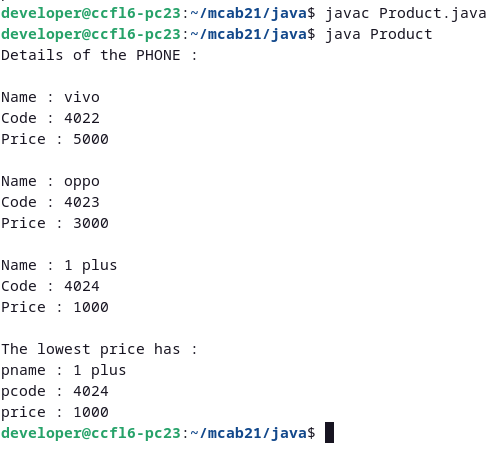 developer@ccfl6-pc23:~/mcab21/java$ javac Product.java
developer@ccfl6-pc23:~/mcab21/java$ java Product
Details of the PHONE :
Name : vivo
Code : 4022
Price : 5000
Name : oppo
Code : 4023
Price : 3000
Name : 1 plus
Code : 4024
Price : 1000
The lowest price has :
pname : 1 plus
pcode : 4024
price : 1000
developer@ccfl6-pc23:~/mcab21/java$